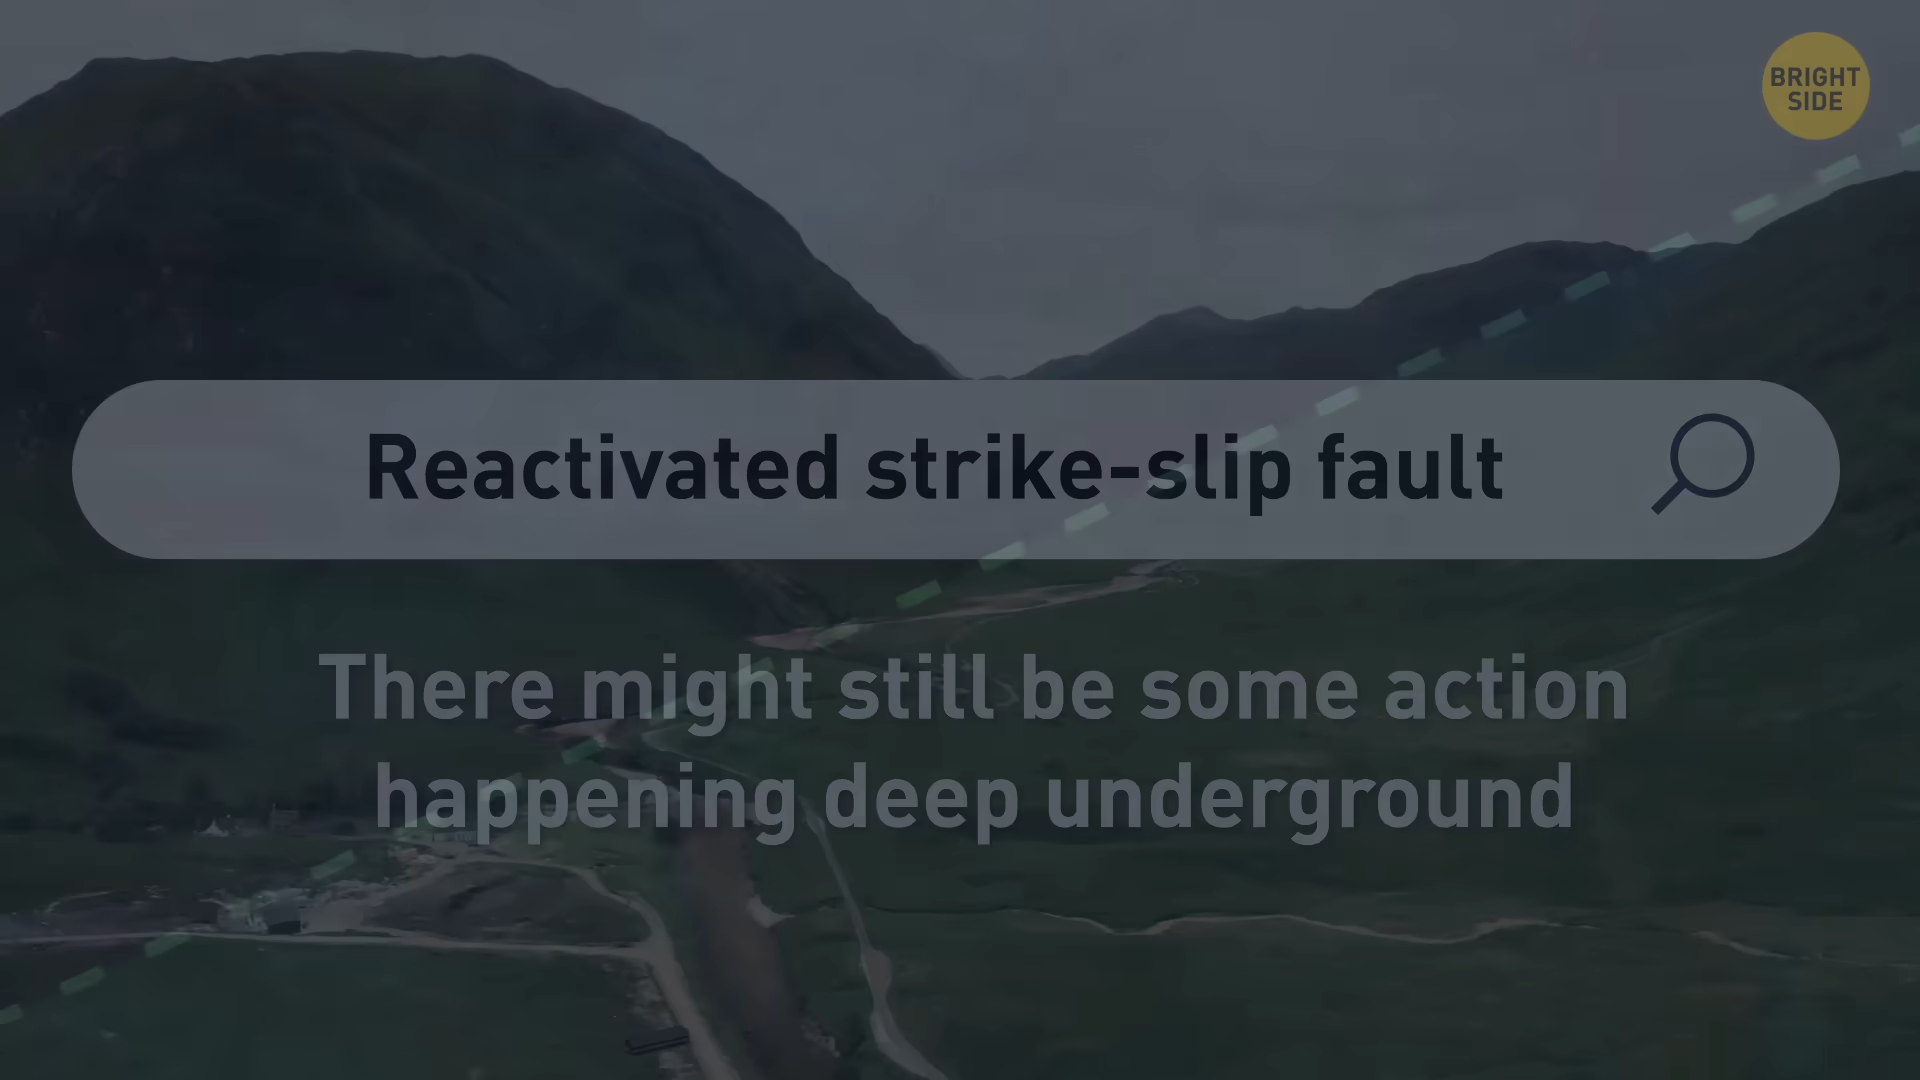 BRIGHT
SIDE
Reactivated strike-slip fault
There might still be some action
happening deep underground